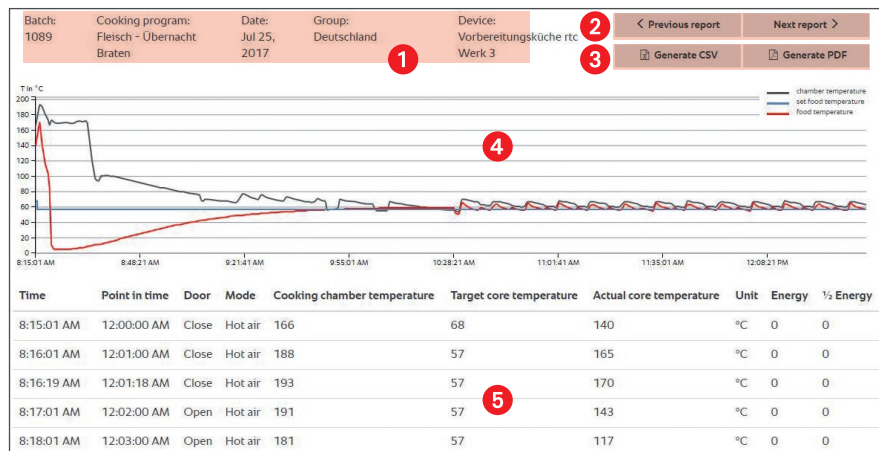 Batch: Cooking program: Date: Group: Device:
1089 Fleisch - Übernacht Jul 25, Deutschland Vorbereitungsküche rtc
Braten 2017 Werk 3
1
2
< Previous report Next report >
3
Generate CSV Generate PDF
T in °C
chamber temperature
set food temperature
food temperature
200
180
160
140
120
100
80
60
40
20
0
4
8:15:01 AM 8:48:21 AM 9:21:41 AM 9:55:01 AM 10:28:21 AM 11:01:41 AM 11:35:01 AM 12:08:21 PM
Time Point in time Door Mode Cooking chamber temperature Target core temperature Actual core temperature Unit Energy ½ Energy
8:15:01 AM 12:00:00 AM Close Hot air 166 68 140 °C 0 0
8:16:01 AM 12:01:00 AM Close Hot air 188 57 165 °C 0 0
8:16:19 AM 12:01:18 AM Close Hot air 193 57 170 °C 0 0
8:17:01 AM 12:02:00 AM Open Hot air 191 57 143 °C 0 0
5
8:18:01 AM 12:03:00 AM Open Hot air 181 57 117 °C 0 0